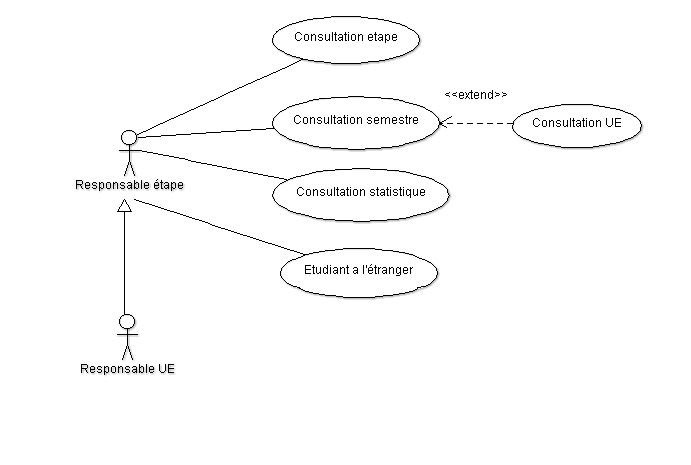 Consultation etape
<<extend>>
Consultation semestre
Consultation UE
Responsable étape
Consultation statistique
Etudiant a l'étranger
Responsable UE